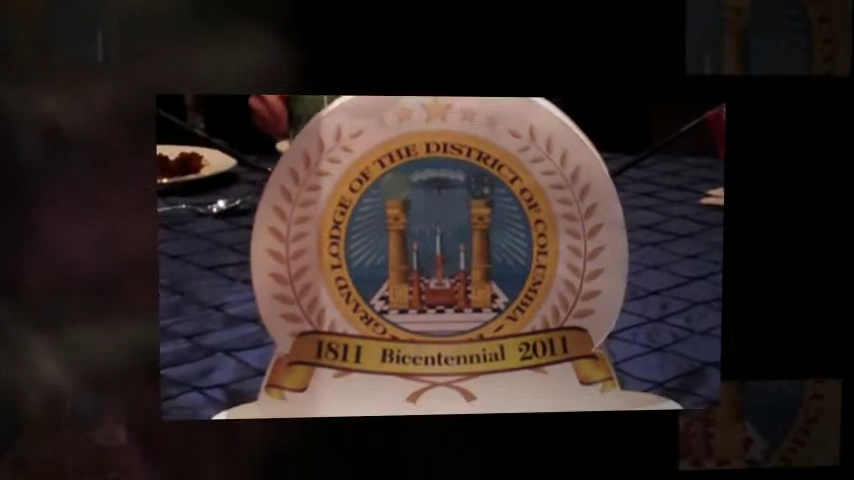 GRAND LODGE OF THE DISTRICT OF COLUMBIA
1811 Bicentennial 2011